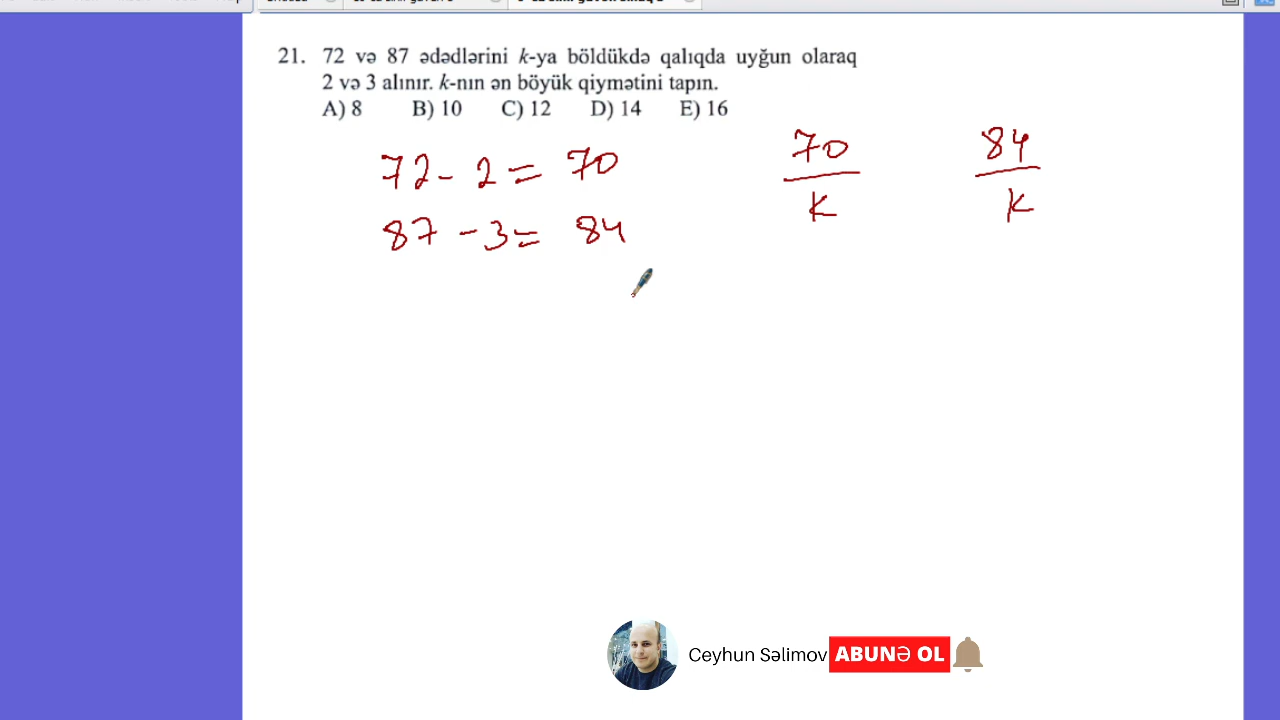 21. 72 və 87 ədədlərini k-ya böldükdə qalıqda uyğun olaraq
2 və 3 alınır. k-nın ən böyük qiymətini tapın.
A) 8 B) 10 C) 12 D) 14 E) 16
72 - 2 = 70
87 - 3 = 84
70
k
84
k
Ceyhun Səlimov ABUNƏ OL